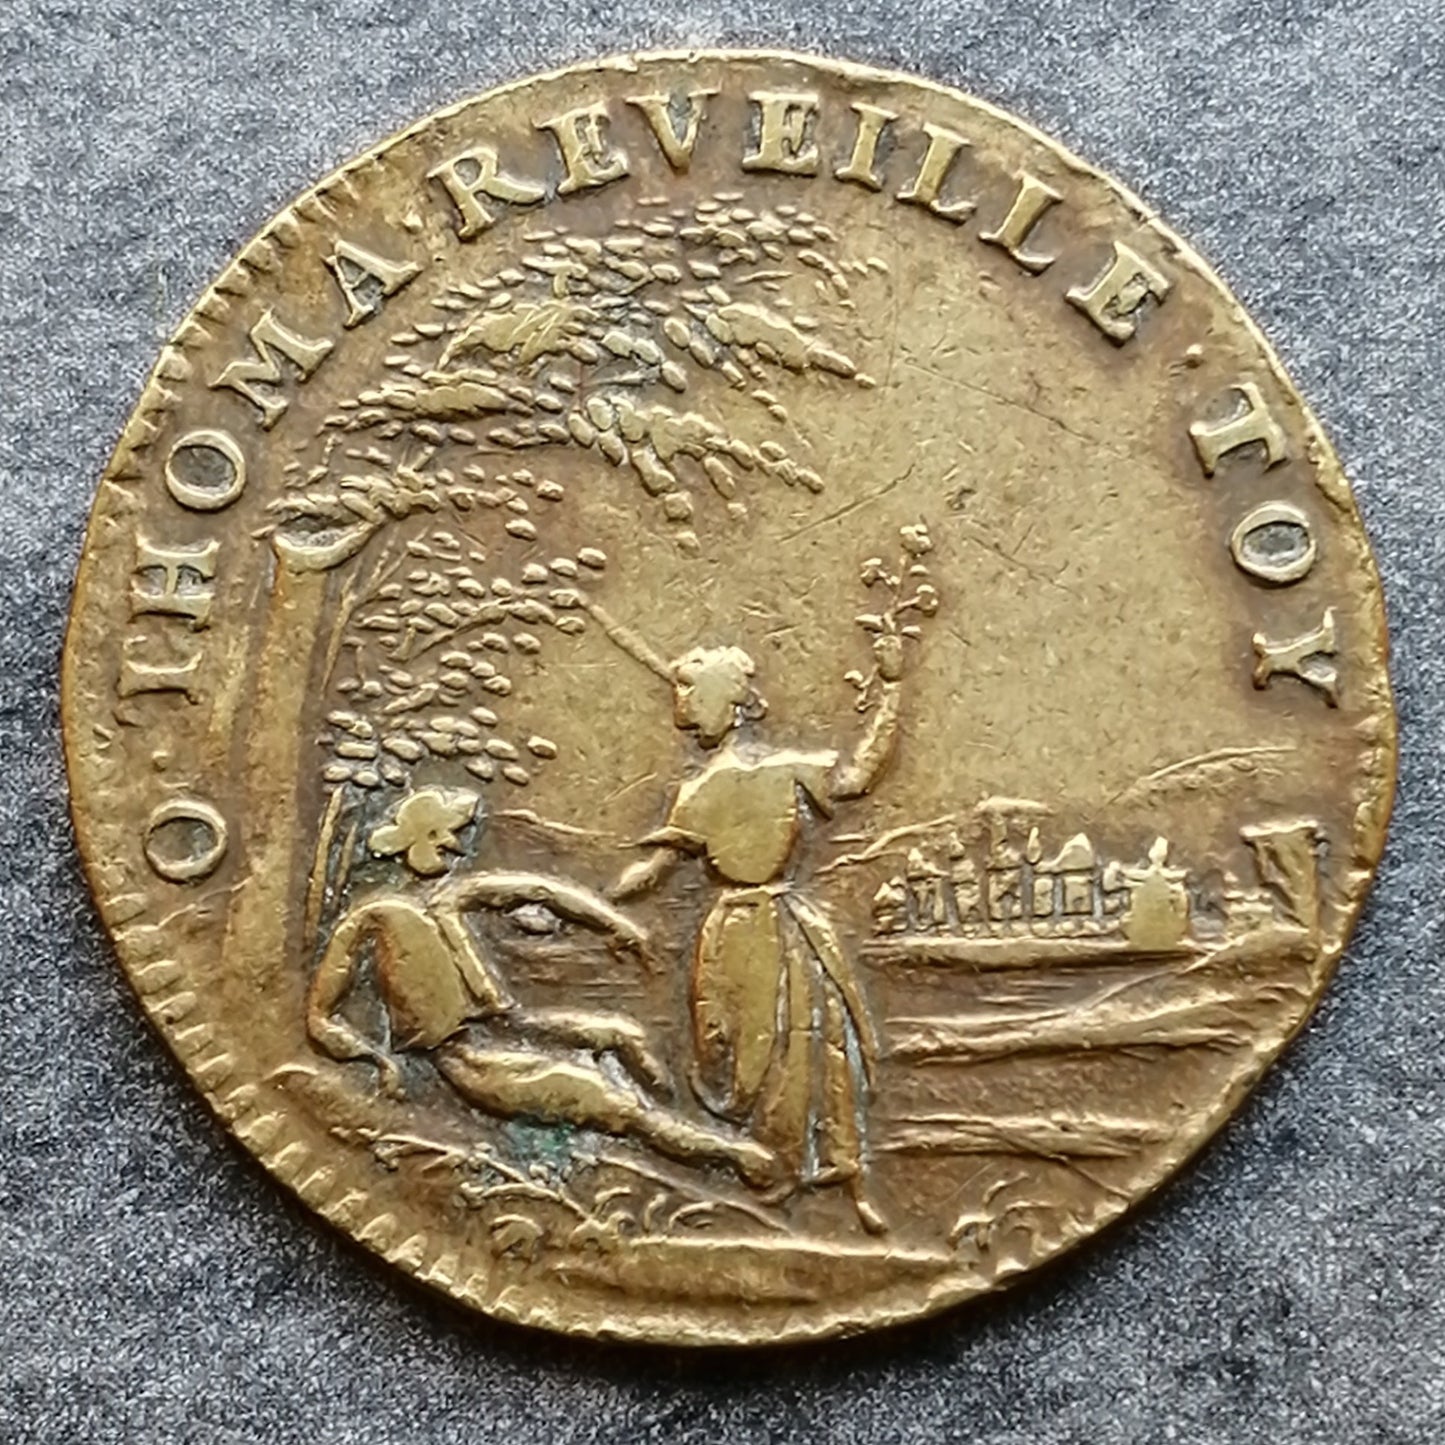 O · THOMA · REVEILLE · TOY